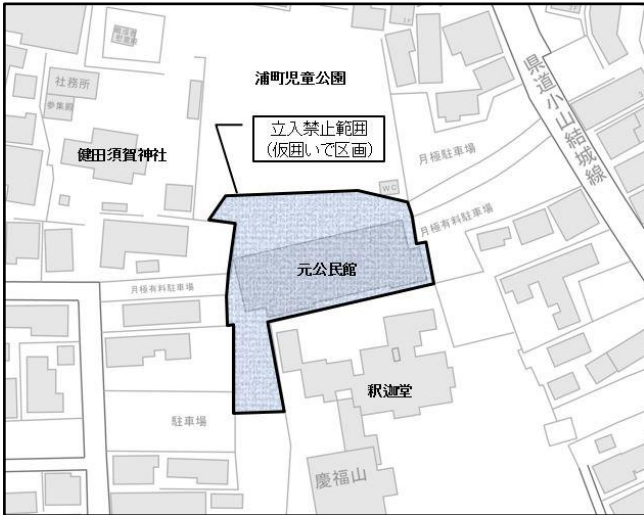 社務所
参集殿
浦町児童公園
県道小山結城線
立入禁止範囲
(仮囲いで区画)
健田須賀神社
月極駐車場
WC
月極有料駐車場
元公民館
月極有料駐車場
釈迦堂
駐車場
慶福山